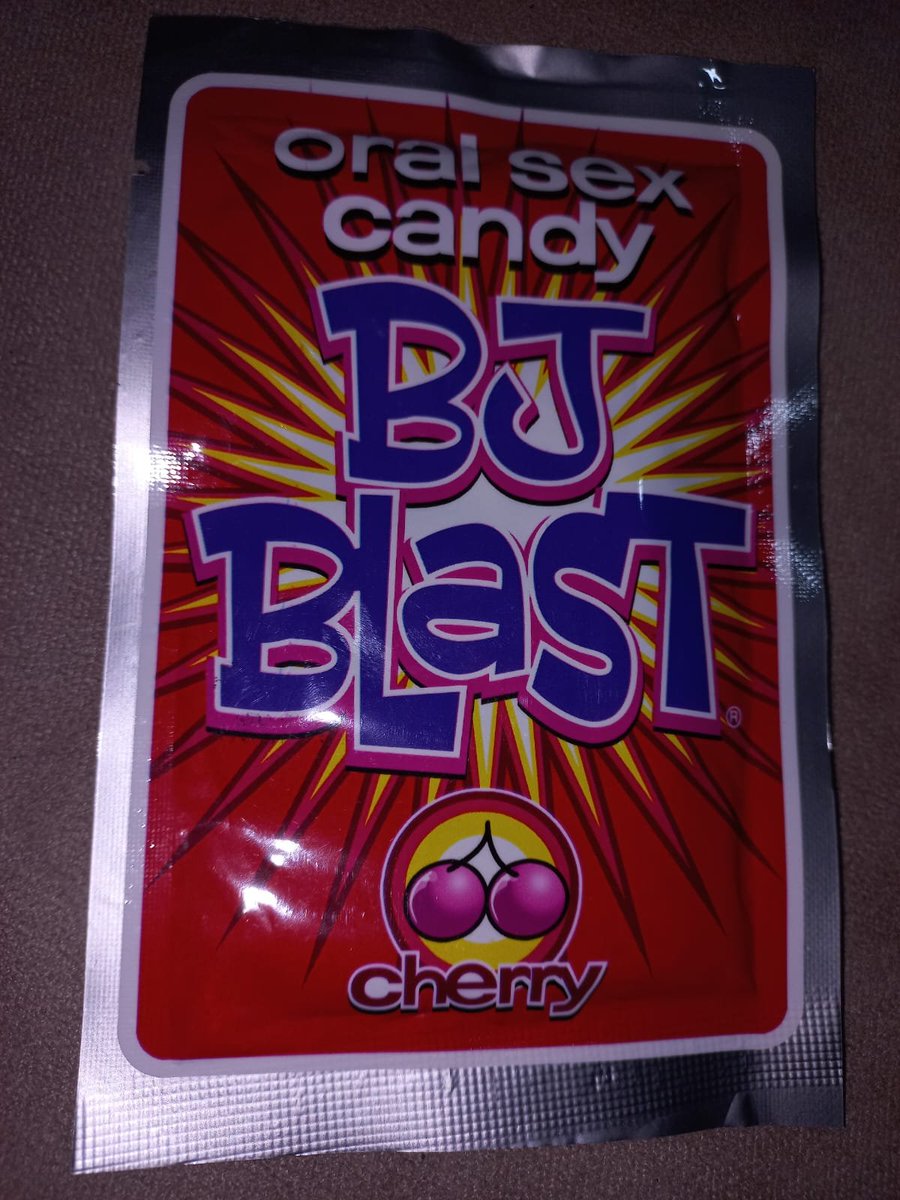 oral sex
candy
BJ
BLaST®
cherry